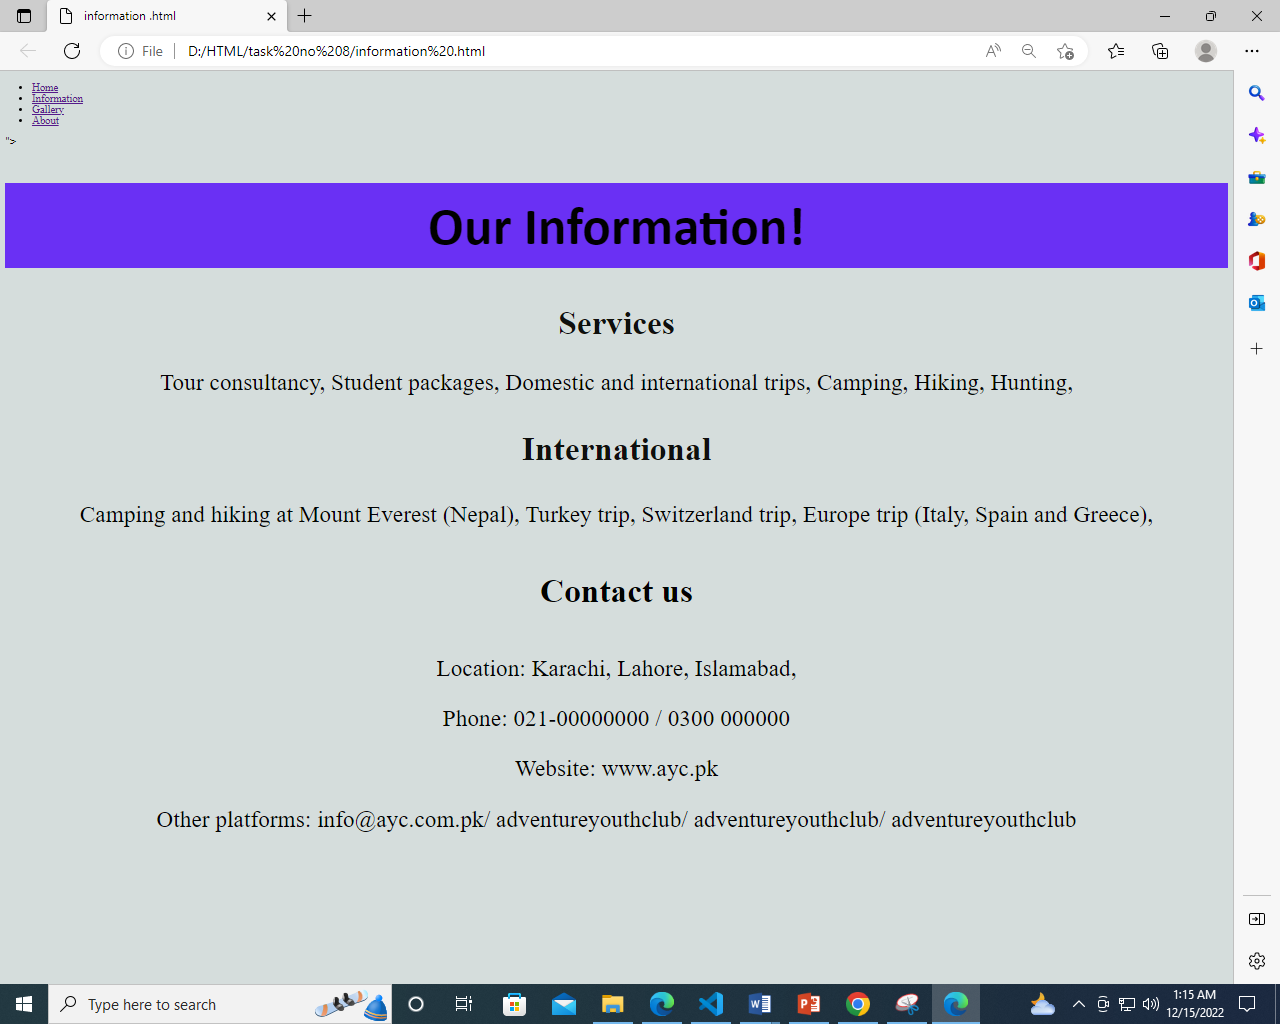 information .html
File
D:/HTML/task%20no%208/information%20.html
Home
Information
Gallery
About
">
Our Information!
Services
Tour consultancy, Student packages, Domestic and international trips, Camping, Hiking, Hunting,
International
Camping and hiking at Mount Everest (Nepal), Turkey trip, Switzerland trip, Europe trip (Italy, Spain and Greece),
Contact us
Location: Karachi, Lahore, Islamabad,
Phone: 021-00000000 / 0300 000000
Website: www.ayc.pk
Other platforms: info@ayc.com.pk/ adventureyouthclub/ adventureyouthclub/ adventureyouthclub
Type here to search
1:15 AM
12/15/2022